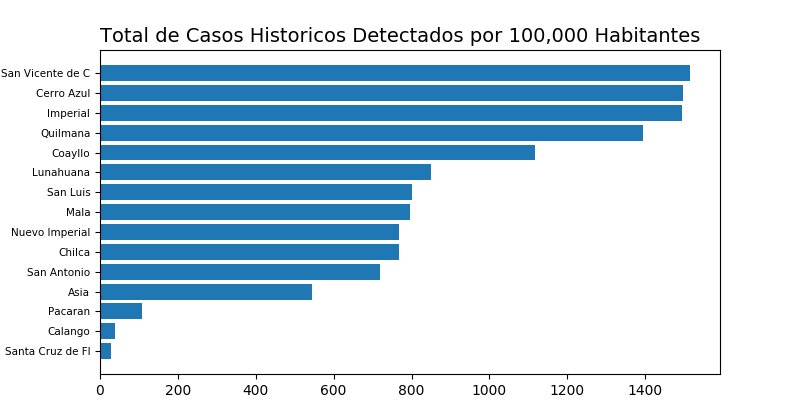 Total de Casos Historicos Detectados por 100,000 Habitantes
San Vicente de C
Cerro Azul
Imperial
Quilmana
Coayllo
Lunahuana
San Luis
Mala
Nuevo Imperial
Chilca
San Antonio
Asia
Pacaran
Calango
Santa Cruz de Fl
0 200 400 600 800 1000 1200 1400